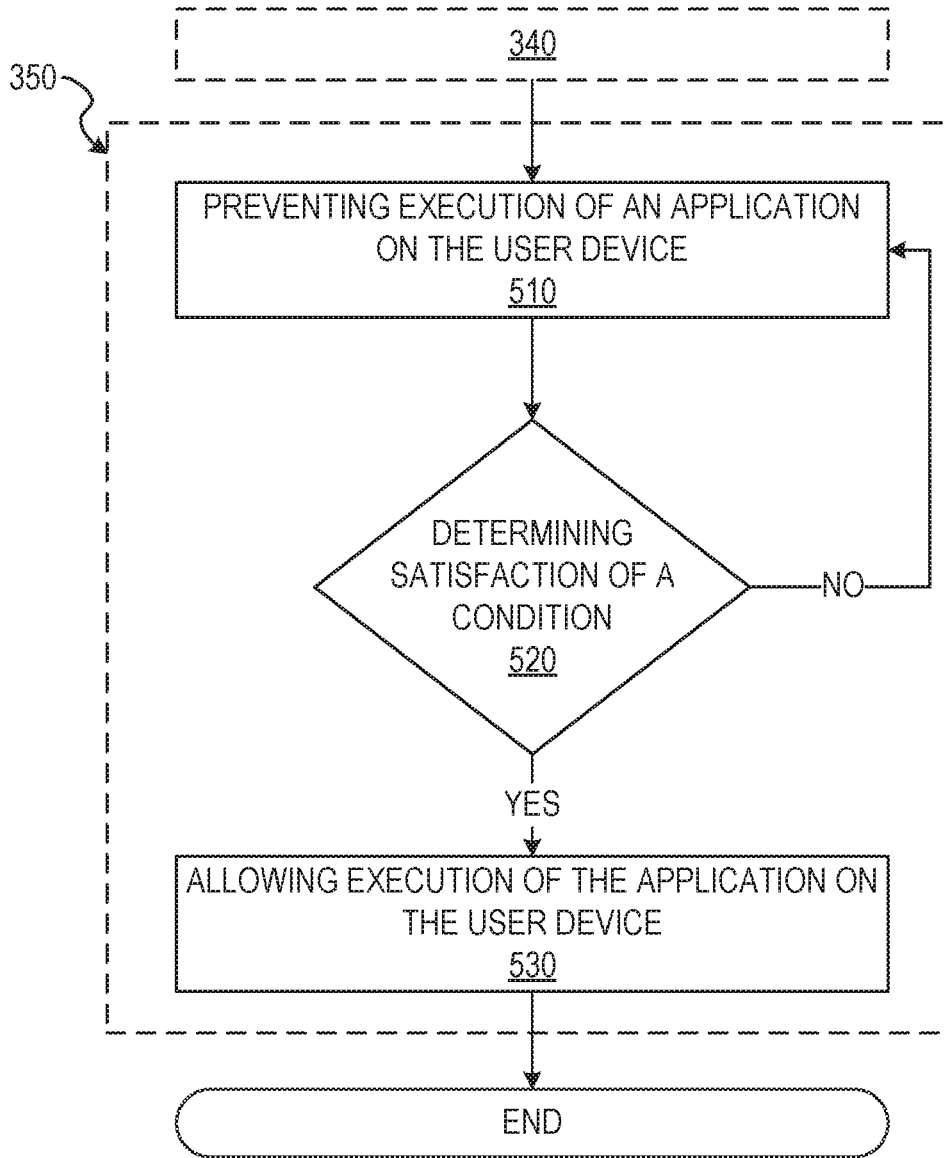 340
350
PREVENTING EXECUTION OF AN APPLICATION
ON THE USER DEVICE
510
DETERMINING
SATISFACTION OF A
CONDITION
520
NO
YES
ALLOWING EXECUTION OF THE APPLICATION ON
THE USER DEVICE
530
END